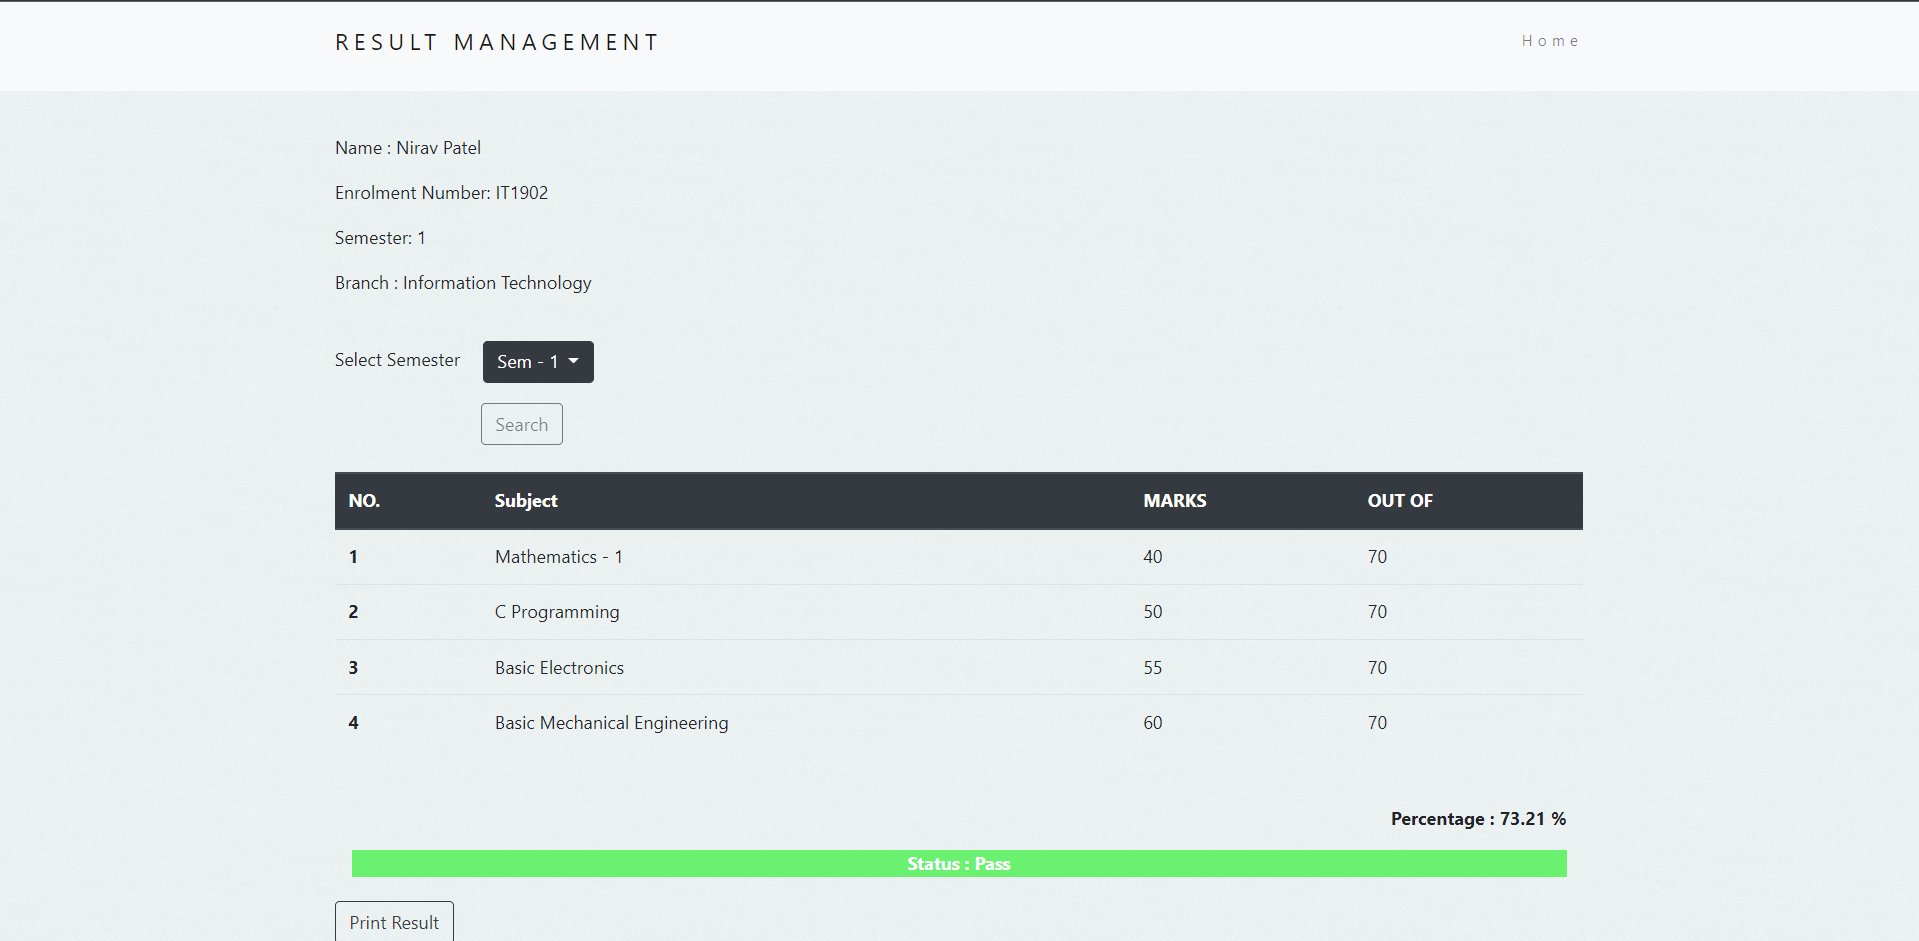 RESULT MANAGEMENT Home
Name : Nirav Patel
Enrolment Number: IT1902
Semester: 1
Branch : Information Technology
Select Semester Sem - 1
Search
NO. Subject MARKS OUT OF
1 Mathematics - 1 40 70
2 C Programming 50 70
3 Basic Electronics 55 70
4 Basic Mechanical Engineering 60 70
Percentage : 73.21 %
Status : Pass
Print Result